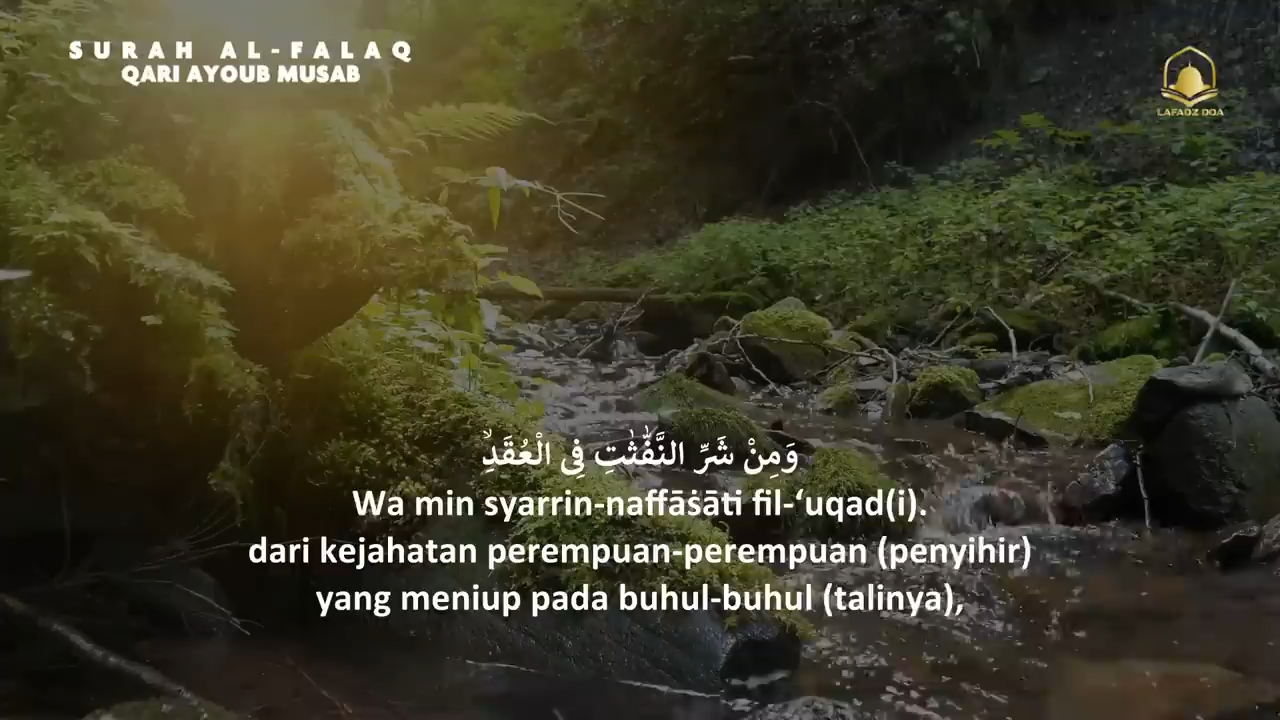 SURAH AL-FALAQ
QARI AYOUB MUSAB
LAFADZ DOA
وَمِنْ شَرِّ النَّفّٰثٰتِ فِى الْعُقَدِۙ
Wa min syarrin-naffāṡāti fil-‘uqad(i).
dari kejahatan perempuan-perempuan (penyihir)
yang meniup pada buhul-buhul (talinya),